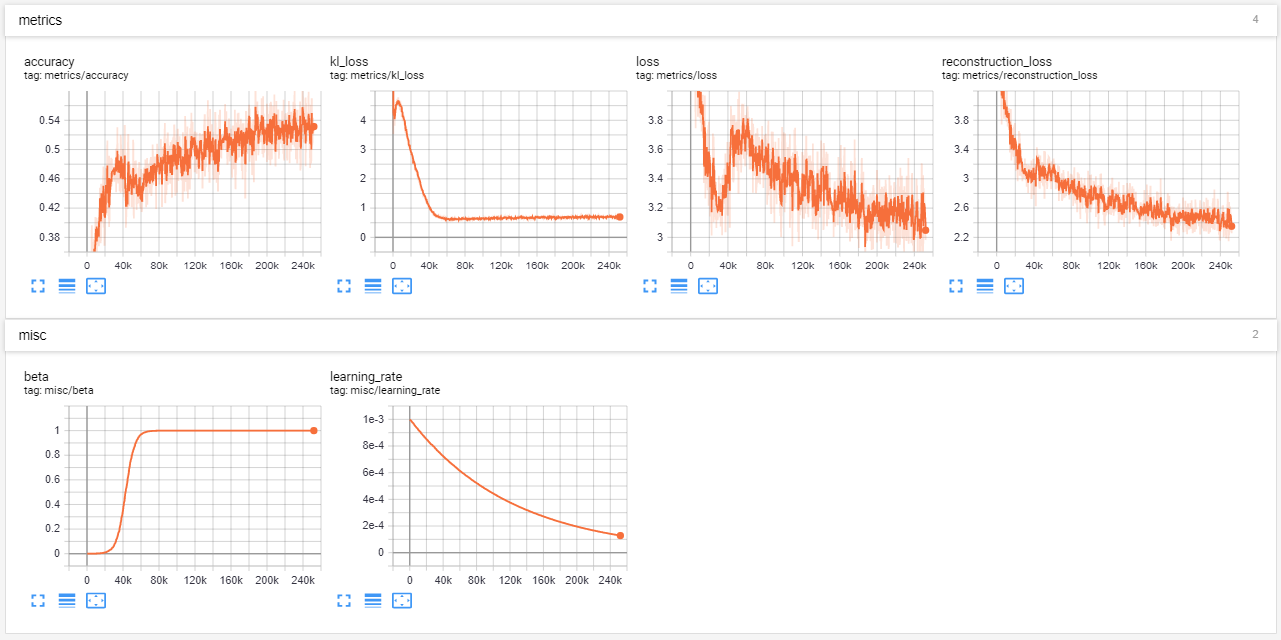 metrics 4
accuracy kl_loss loss reconstruction_loss
tag: metrics/accuracy tag: metrics/kl_loss tag: metrics/loss tag: metrics/reconstruction_loss
0.54
0.5
0.46
0.42
0.38
0 40k 80k 120k 160k 200k 240k
4
3
2
1
0
0 40k 80k 120k 160k 200k 240k
3.8
3.6
3.4
3.2
3
0 40k 80k 120k 160k 200k 240k
3.8
3.4
3
2.6
2.2
0 40k 80k 120k 160k 200k 240k
misc 2
beta learning_rate
tag: misc/beta tag: misc/learning_rate
1
0.8
0.6
0.4
0.2
0
0 40k 80k 120k 160k 200k 240k
1e-3
8e-4
6e-4
4e-4
2e-4
0
0 40k 80k 120k 160k 200k 240k